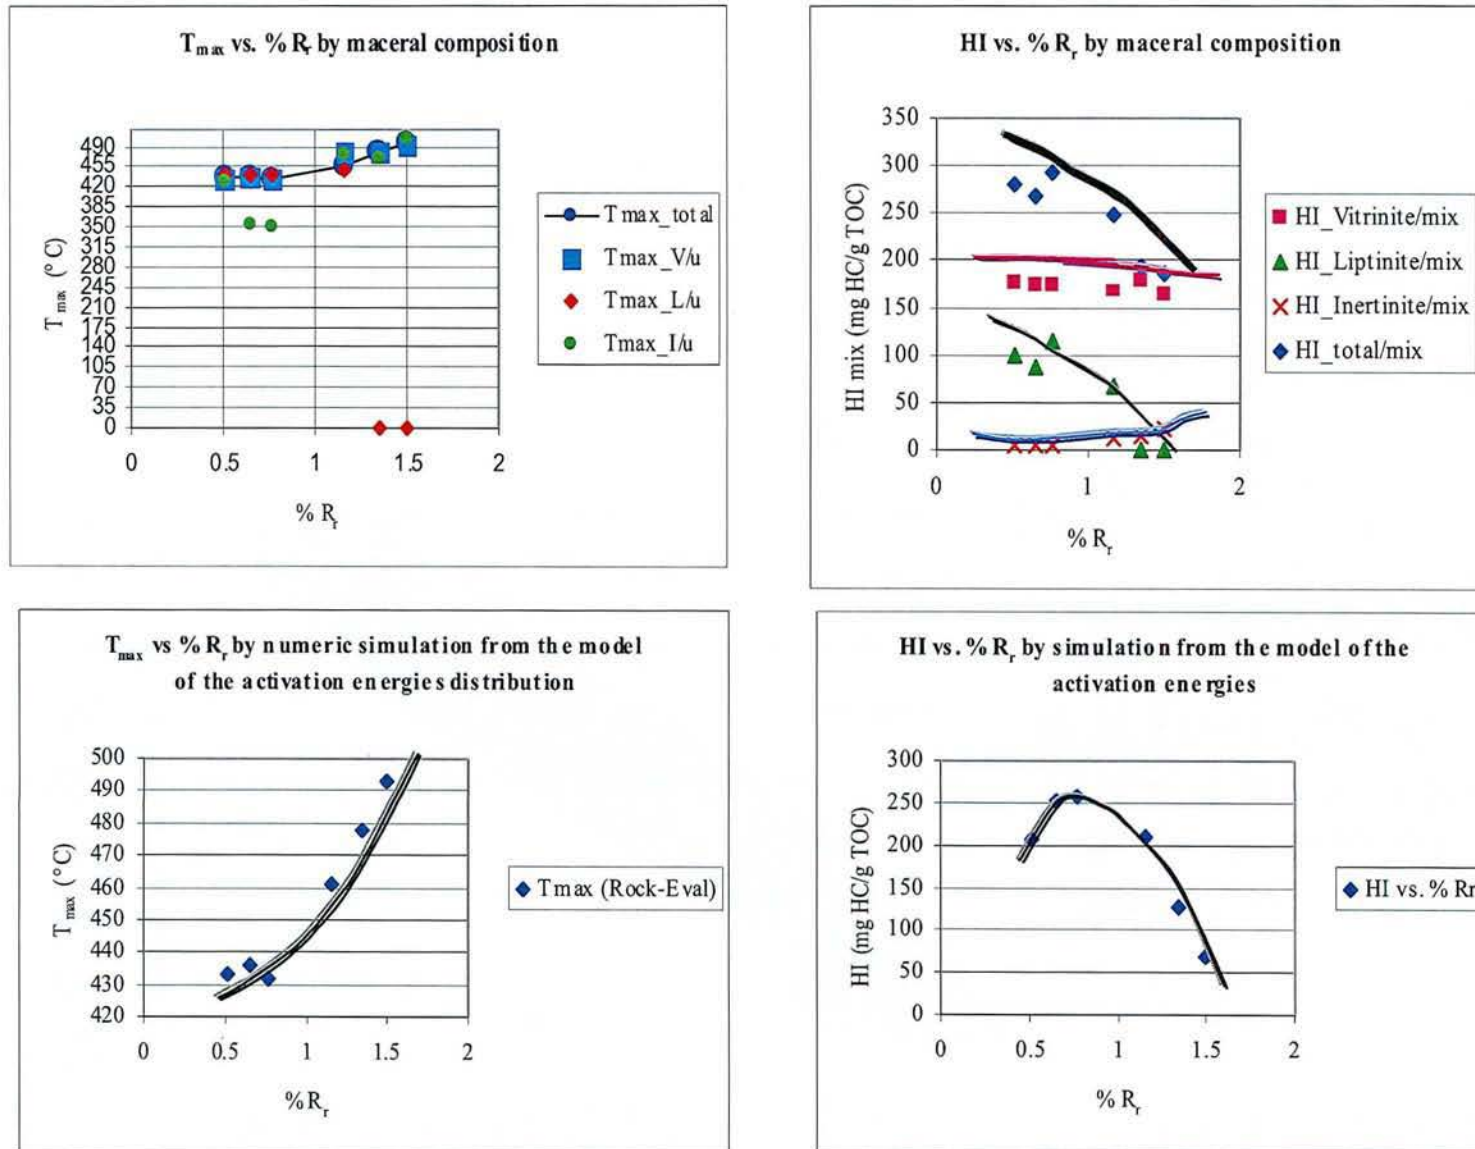 Tmax vs. % Rr by maceral composition
490
455
420
385
350
315
280
245
210
175
140
105
70
35
0
Tmax (° C)
0 0.5 1 1.5 2
% Rr
Tmax_total
Tmax_V/u
Tmax_L/u
Tmax_I/u
HI vs. % Rr by maceral composition
350
300
250
200
150
100
50
0
HI mix (mg HC/g TOC)
0 1 2
% Rr
HI_Vitrinite/mix
HI_Liptinite/mix
HI_Inertinite/mix
HI_total/mix
Tmax vs % Rr by numeric simulation from the model
of the activation energies distribution
500
490
480
470
460
450
440
430
420
Tmax (°C)
0 0.5 1 1.5 2
% Rr
Tmax (Rock-Eval)
HI vs. % Rr by simulation from the model of the
activation energies
300
250
200
150
100
50
0
HI (mg HC/g TOC)
0 0.5 1 1.5 2
% Rr
HI vs. % Rr